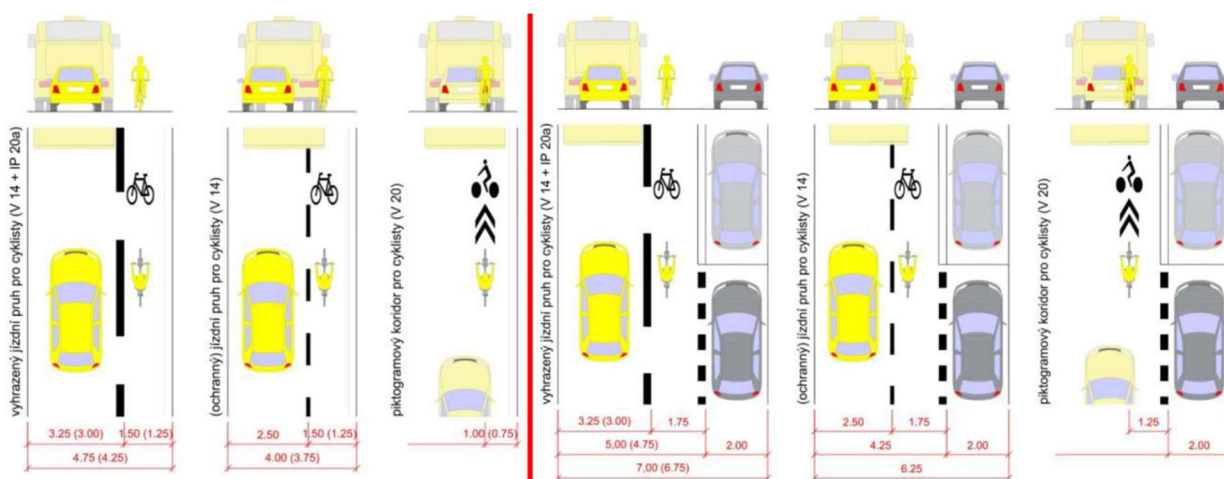 vyhrazený jízdní pruh pro cyklisty (V 14 + IP 20a)
3.25 (3.00) 1.50 (1.25)
4.75 (4.25)
(ochranný) jízdní pruh pro cyklisty (V 14)
2.50 1.50 (1.25)
4.00 (3.75)
piktogramový koridor pro cyklisty (V 20)
1.00 (0.75)
vyhrazený jízdní pruh pro cyklisty (V 14 + IP 20a)
3.25 (3.00) 1.75
5,00 (4.75) 2.00
7,00 (6.75)
(ochranný) jízdní pruh pro cyklisty (V 14)
2.50 1.75
4.25 2.00
6.25
piktogramový koridor pro cyklisty (V 20)
1.25
2.00